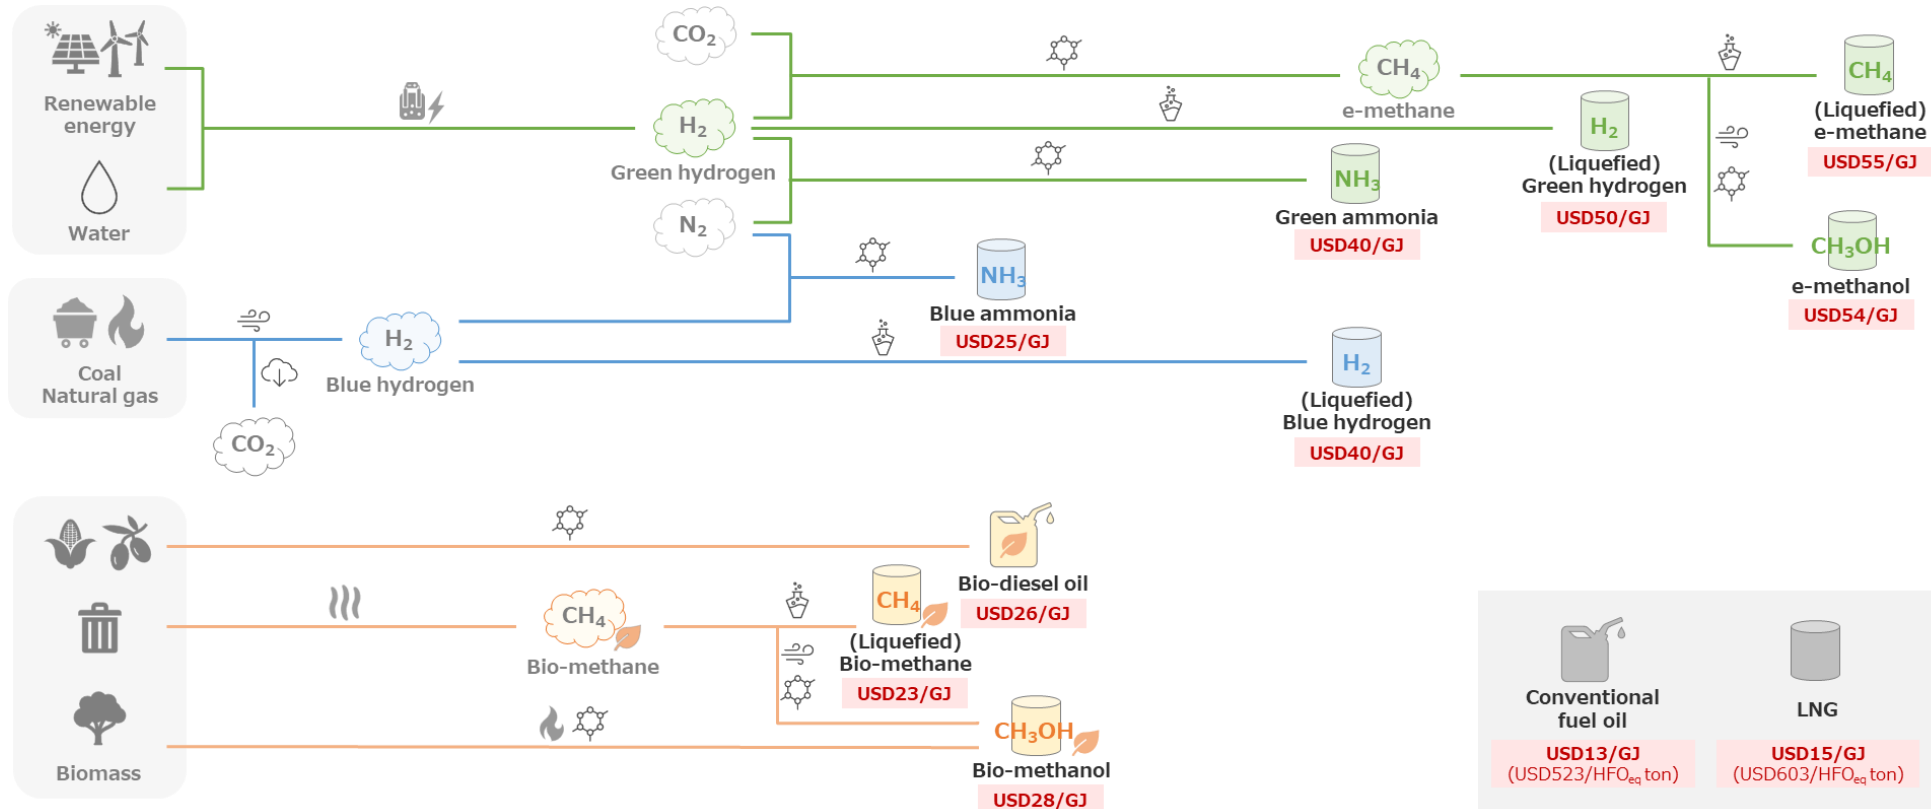 Renewable
energy
Water
CO₂
H₂
Green hydrogen
N₂
CH₄
e-methane
CH₄
(Liquefied)
e-methane
USD55/GJ
H₂
(Liquefied)
Green hydrogen
USD50/GJ
NH₃
Green ammonia
USD40/GJ
CH₃OH
e-methanol
USD54/GJ
Coal
Natural gas
CO₂
H₂
Blue hydrogen
NH₃
Blue ammonia
USD25/GJ
H₂
(Liquefied)
Blue hydrogen
USD40/GJ
Biomass
Bio-diesel oil
USD26/GJ
CH₄
Bio-methane
CH₄
(Liquefied)
Bio-methane
USD23/GJ
CH₃OH
Bio-methanol
USD28/GJ
Conventional
fuel oil
USD13/GJ
(USD523/HFOeq ton)
LNG
USD15/GJ
(USD603/HFOeq ton)